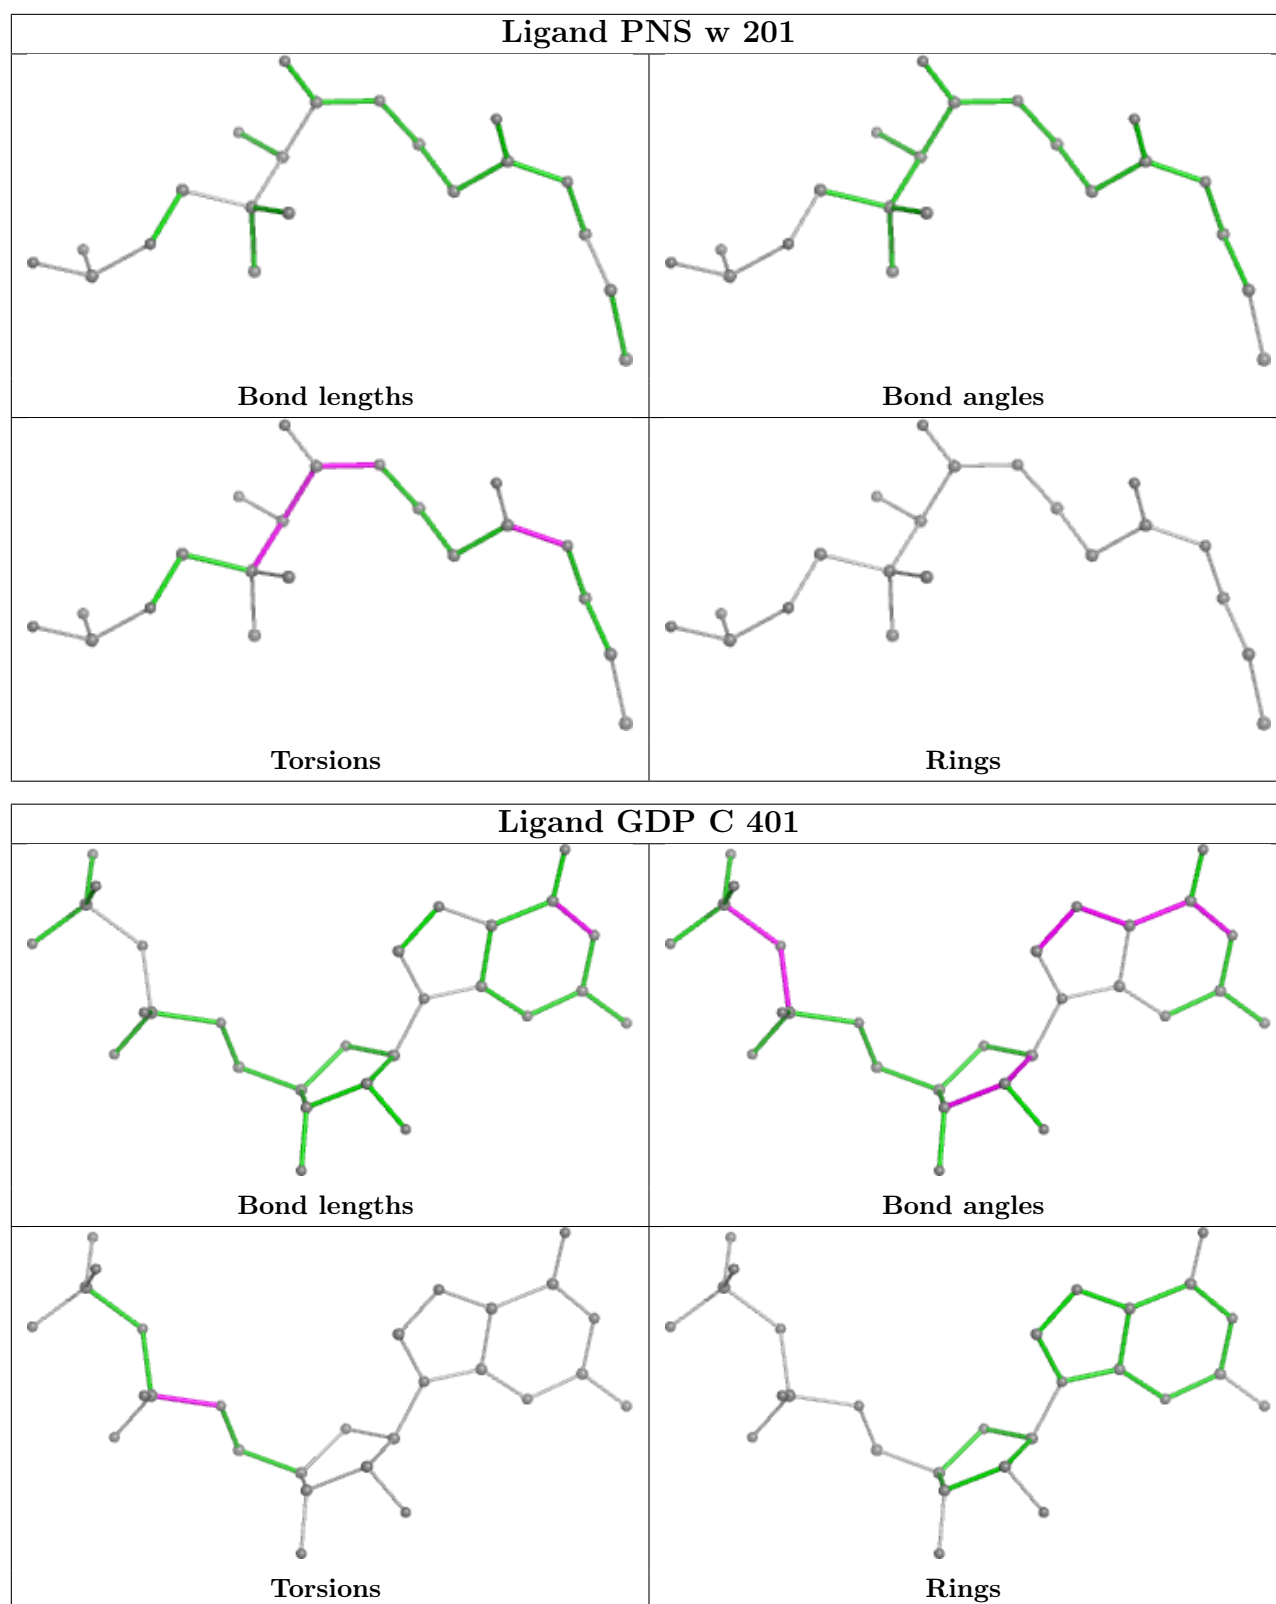 Ligand PNS w 201
Bond lengths
Bond angles
Torsions
Rings
Ligand GDP C 401
Bond lengths
Bond angles
Torsions
Rings